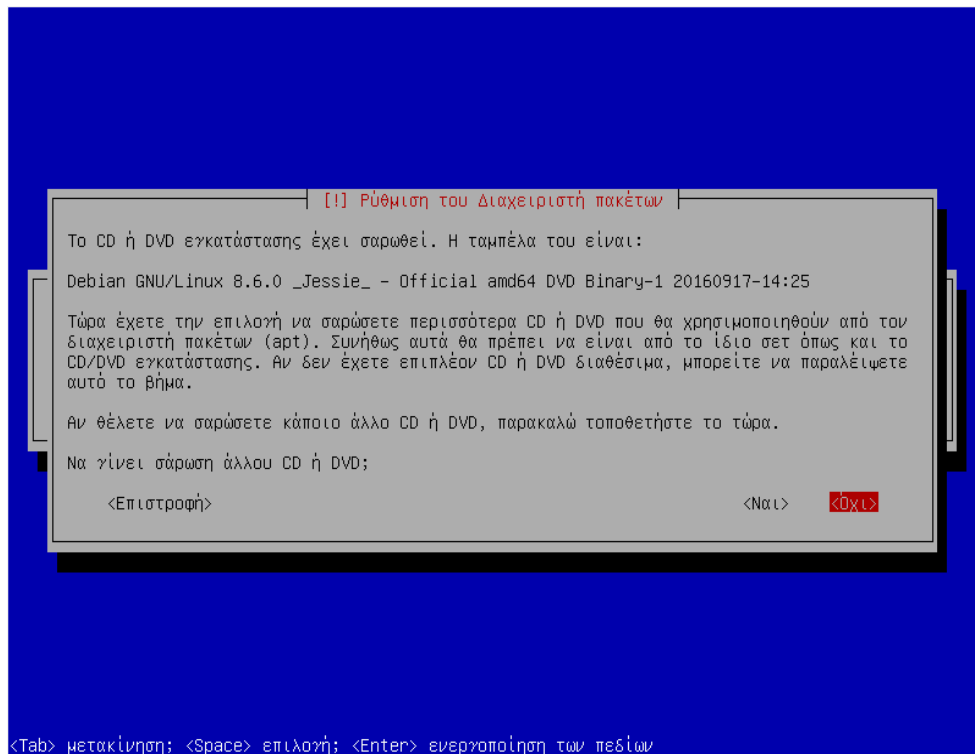 [!] Ρύθμιση του Διαχειριστή πακέτων
Το CD ή DVD εγκατάστασης έχει σαρωθεί. Η ταμπέλα του είναι:
Debian GNU/Linux 8.6.0 _Jessie_ - Official amd64 DVD Binary-1 20160917-14:25
Τώρα έχετε την επιλογή να σαρώσετε περισσότερα CD ή DVD που θα χρησιμοποιηθούν από τον
διαχειριστή πακέτων (apt). Συνήθως αυτά θα πρέπει να είναι από το ίδιο σετ όπως και το
CD/DVD εγκατάστασης. Αν δεν έχετε επιπλέον CD ή DVD διαθέσιμα, μπορείτε να παραλείψετε
αυτό το βήμα.
Αν θέλετε να σαρώσετε κάποιο άλλο CD ή DVD, παρακαλώ τοποθετήστε το τώρα.
Να γίνει σάρωση άλλου CD ή DVD;
<Επιστροφή> <Ναι> <Όχι>
<Tab> μετακίνηση; <Space> επιλογή; <Enter> ενεργοποίηση των πεδίων